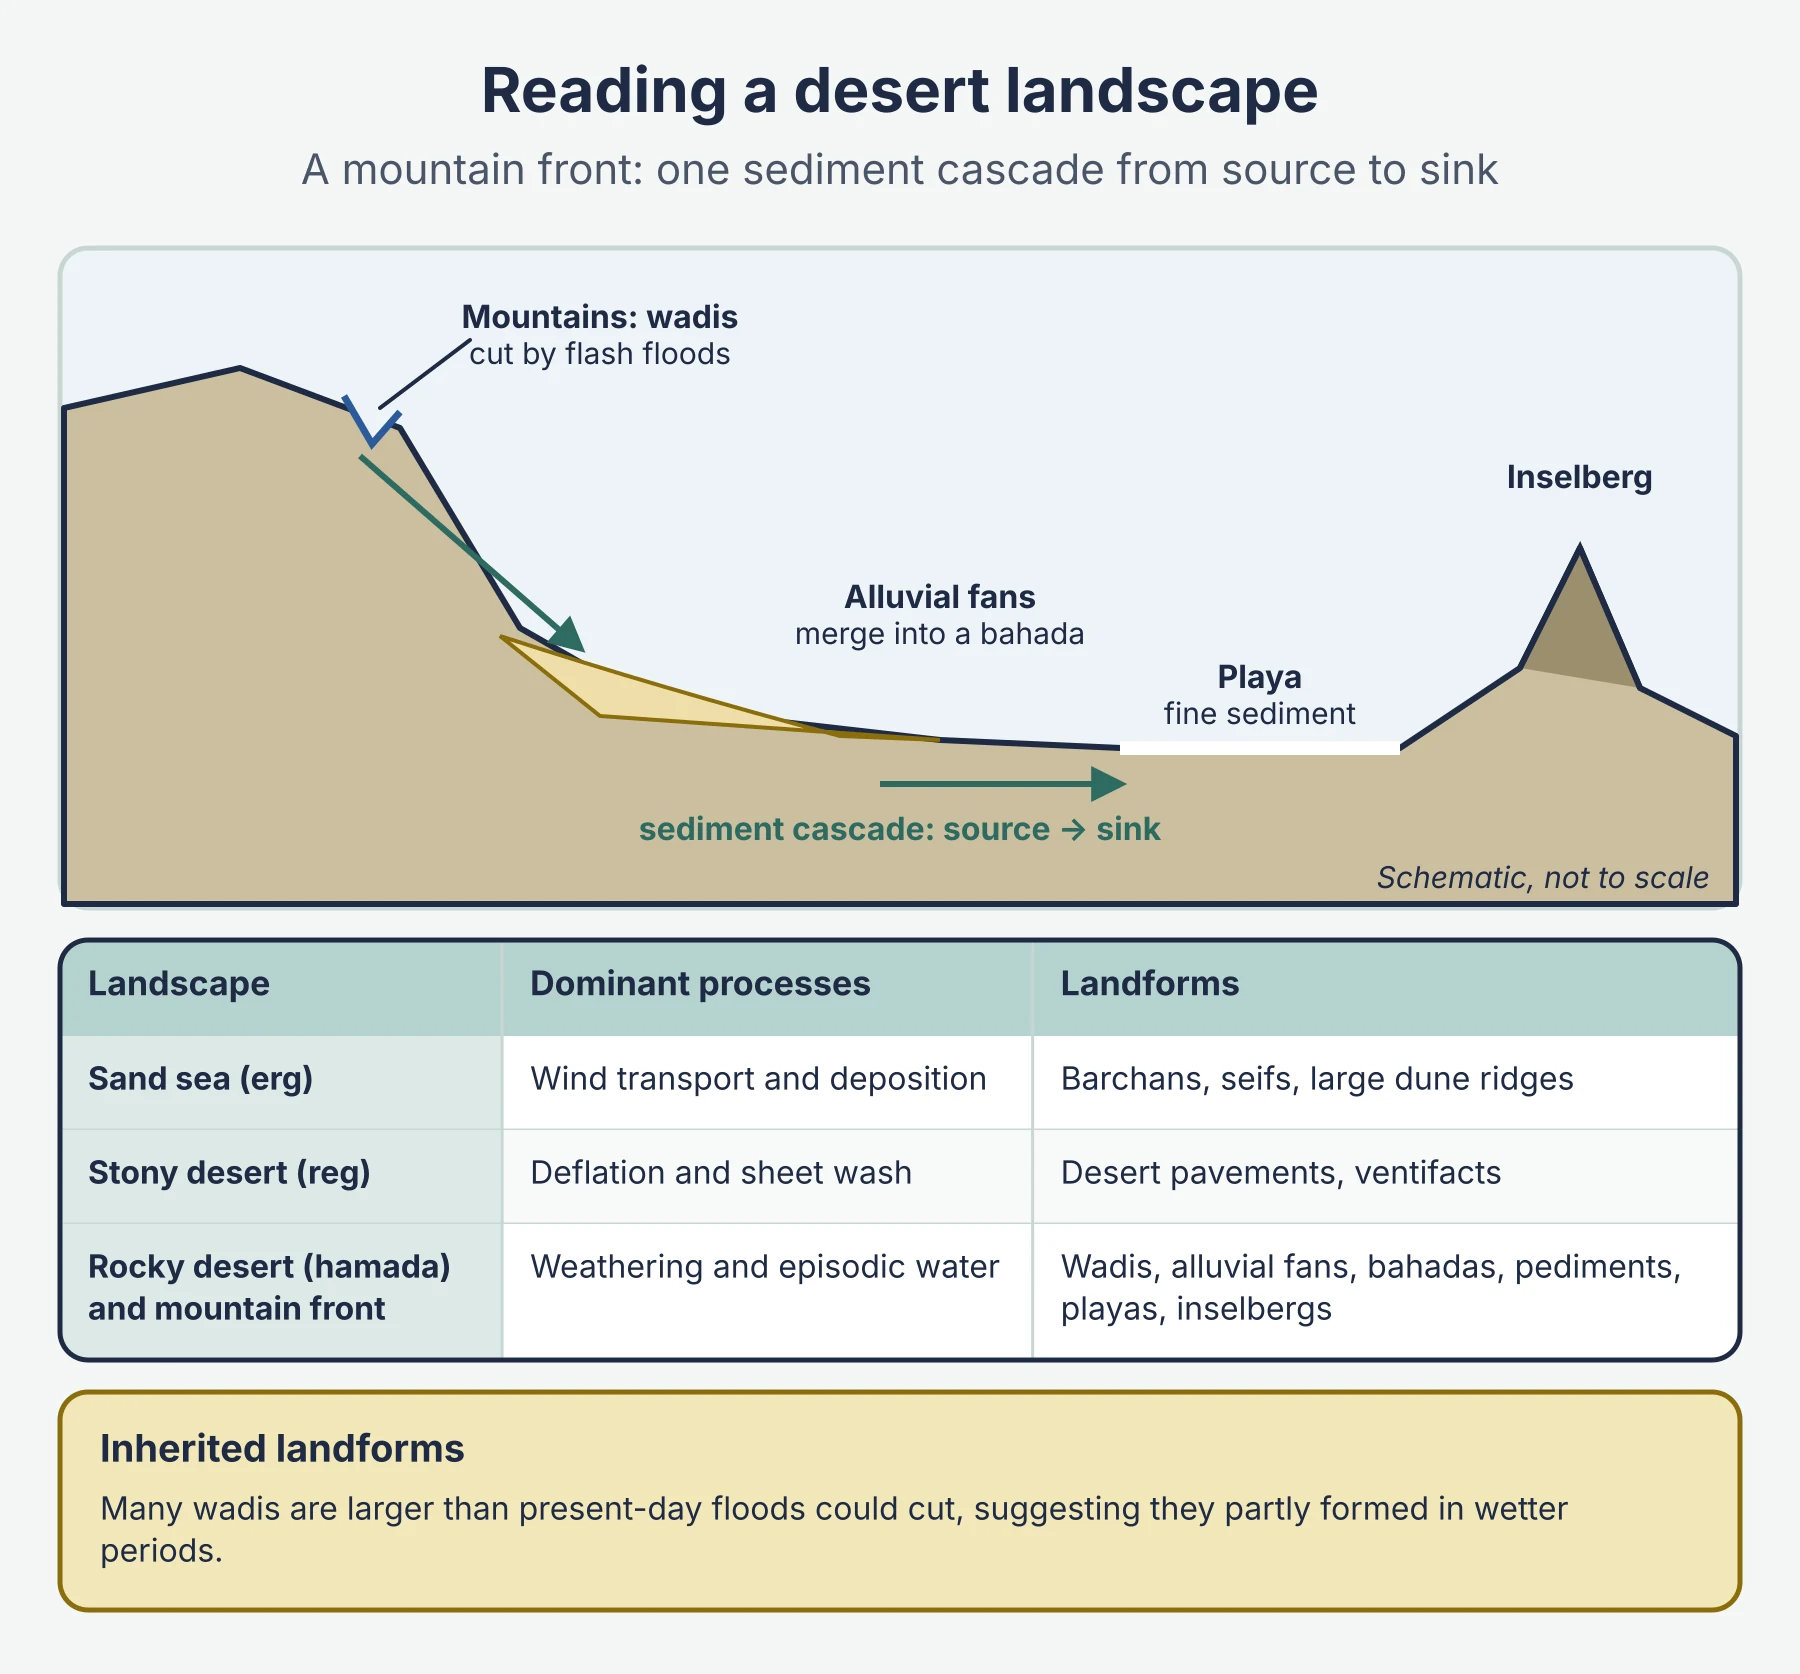 Reading a desert landscape
A mountain front: one sediment cascade from source to sink
Mountains: wadis
cut by flash floods
Inselberg
Alluvial fans
merge into a bahada
Playa
fine sediment
sediment cascade: source → sink
Schematic, not to scale
Landscape
Dominant processes
Landforms
Sand sea (erg)
Wind transport and deposition
Barchans, seifs, large dune ridges
Stony desert (reg)
Deflation and sheet wash
Desert pavements, ventifacts
Rocky desert (hamada)
and mountain front
Weathering and episodic water
Wadis, alluvial fans, bahadas, pediments,
playas, inselbergs
Inherited landforms
Many wadis are larger than present-day floods could cut, suggesting they partly formed in wetter
periods.